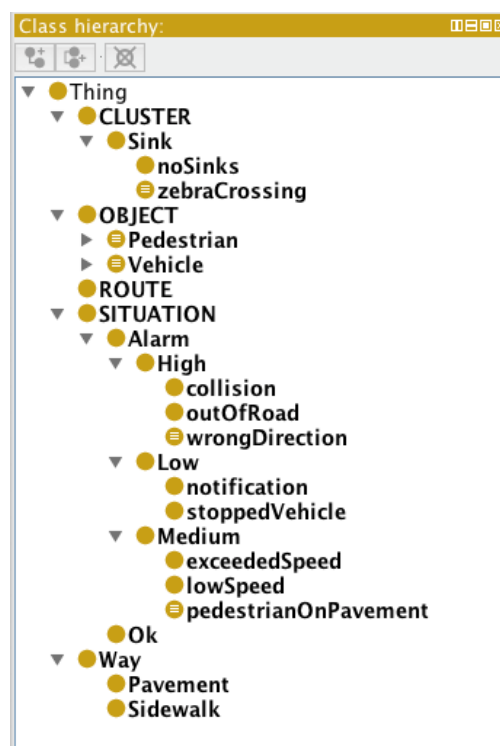 Class hierarchy:
Thing
CLUSTER
Sink
noSinks
zebraCrossing
OBJECT
Pedestrian
Vehicle
ROUTE
SITUATION
Alarm
High
collision
outOfRoad
wrongDirection
Low
notification
stoppedVehicle
Medium
exceededSpeed
lowSpeed
pedestrianOnPavement
Ok
Way
Pavement
Sidewalk